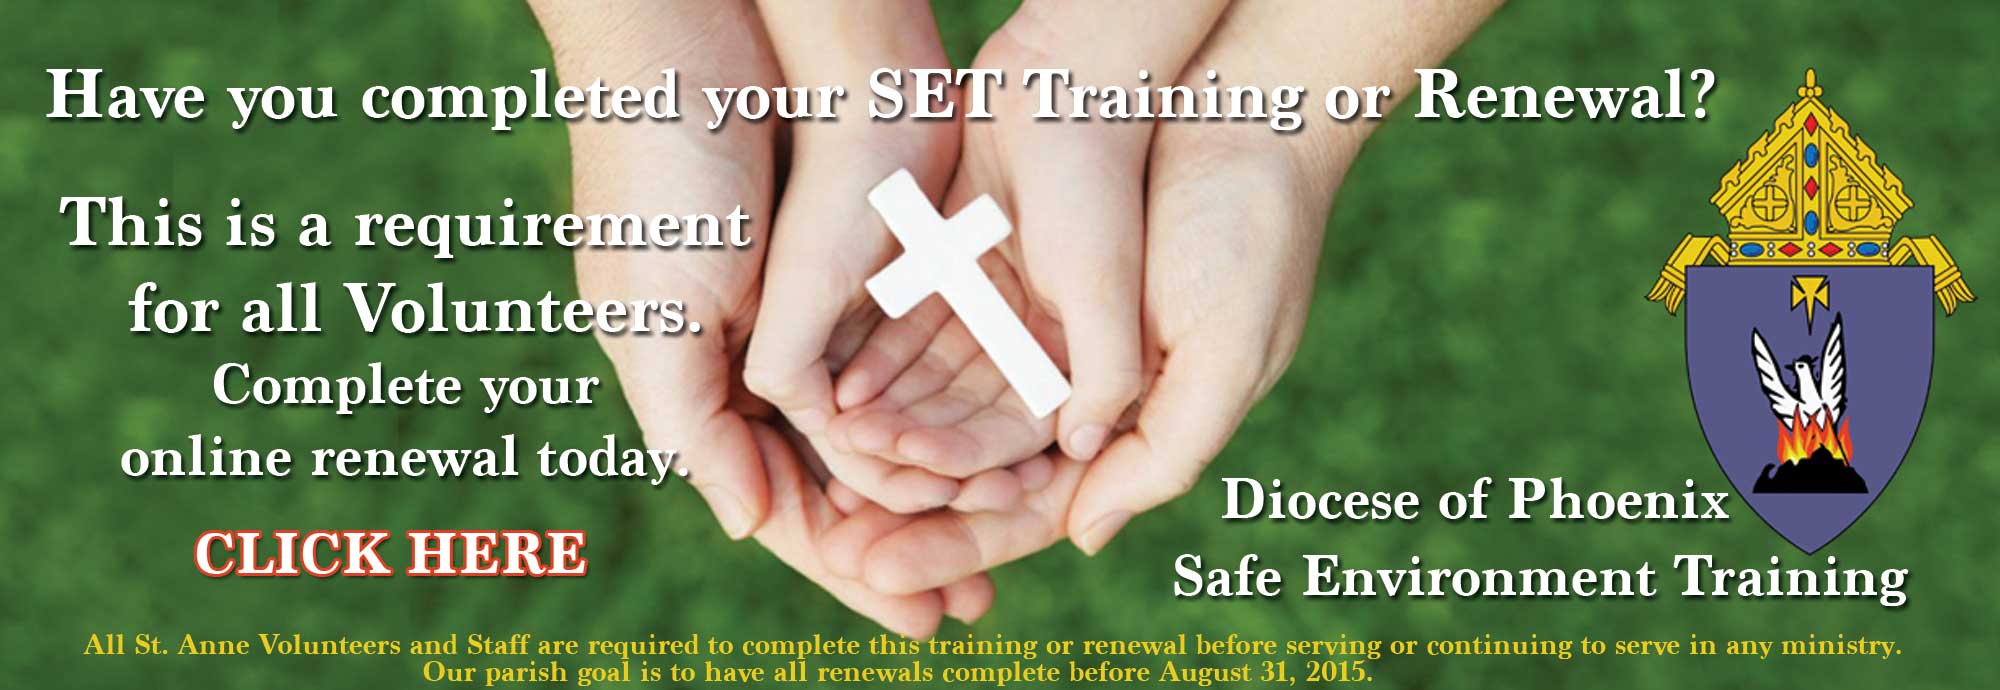 Have you completed your SET Training or Renewal?
This is a requirement
for all Volunteers.
Complete your
online renewal today.
CLICK HERE
Diocese of Phoenix
Safe Environment Training
All St. Anne Volunteers and Staff are required to complete this training or renewal before serving or continuing to serve in any ministry.
Our parish goal is to have all renewals complete before August 31, 2015.